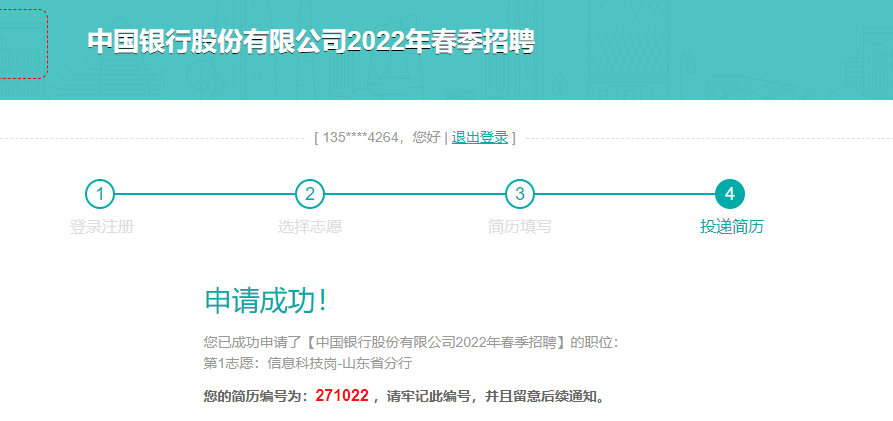 中国银行股份有限公司2022年春季招聘
[ 135****4264，您好 | 退出登录 ]
1 2 3 4
登录注册 选择志愿 简历填写 投递简历
申请成功！
您已成功申请了【中国银行股份有限公司2022年春季招聘】的职位：
第1志愿：信息科技岗-山东省分行
您的简历编号为：271022 ，请牢记此编号，并且留意后续通知。